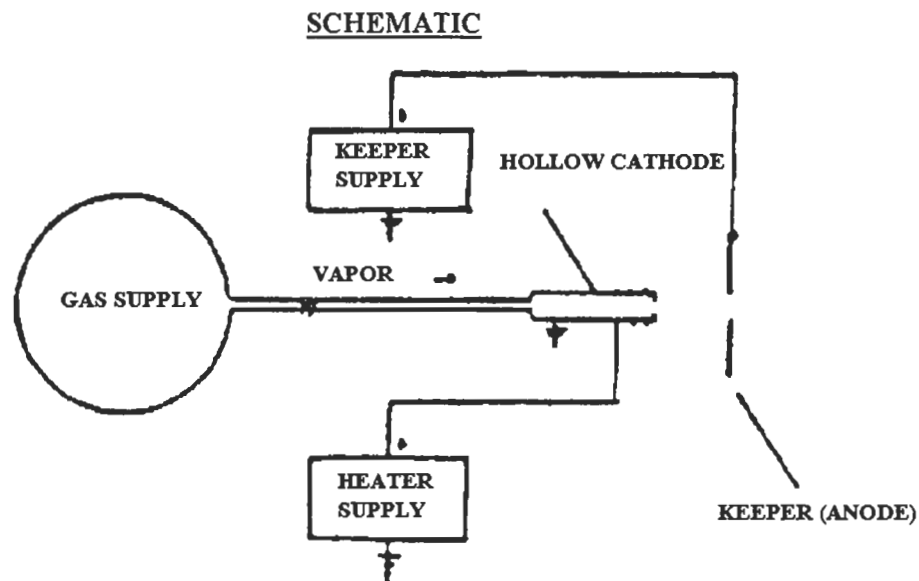 SCHEMATIC
KEEPER
SUPPLY
HOLLOW CATHODE
VAPOR
GAS SUPPLY
HEATER
SUPPLY
KEEPER (ANODE)